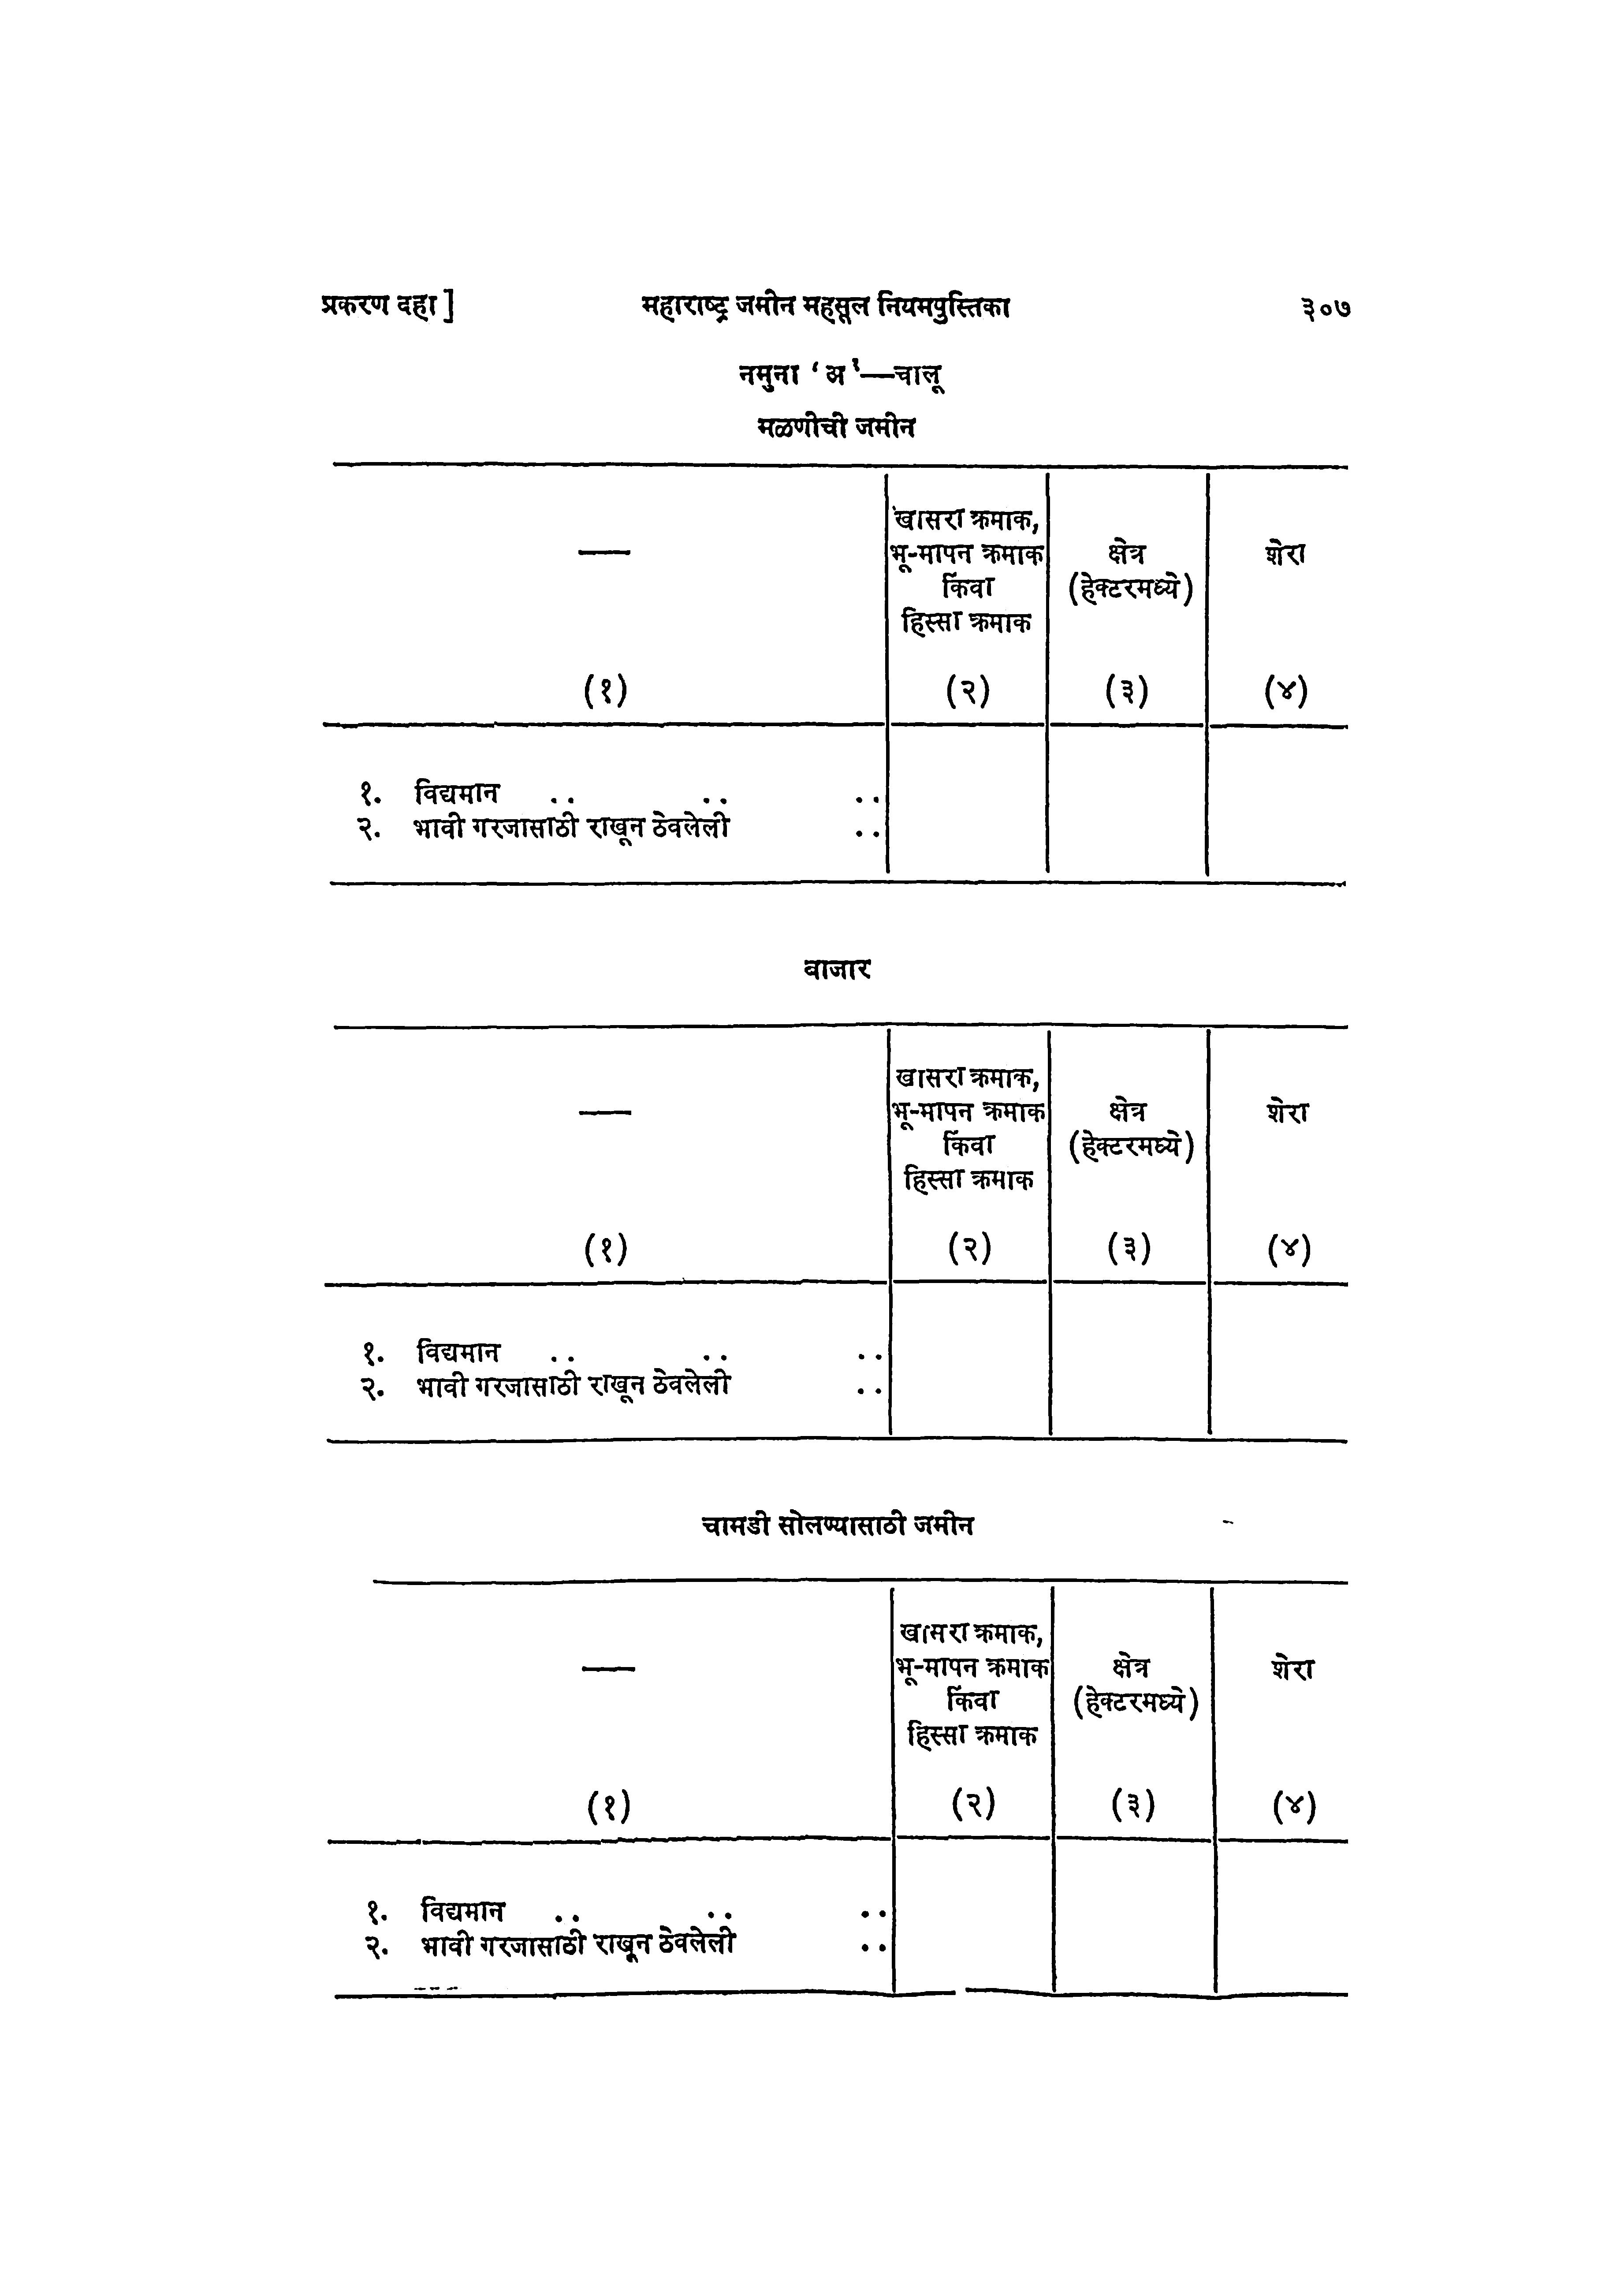 प्रकरण दहा]
महाराष्ट्र जमीन महसूल नियमपुस्तिका
३०७
नमुना ‘ अ ’—चालू
मळणीची जमीन
—
खासरा क्रमाक,
भू-मापन क्रमाक
किंवा
हिस्सा क्रमाक
क्षेत्र
(हेक्टरमध्ये)
शेरा
(१)
(२)
(३)
(४)
१. विद्यमान .. .. ..
२. भावी गरजासाठी राखून ठेवलेली ..
वाजार
—
खासरा क्रमाक,
भू-मापन क्रमाक
किंवा
हिस्सा क्रमाक
क्षेत्र
(हेक्टरमध्ये)
शेरा
(१)
(२)
(३)
(४)
१. विद्यमान .. .. ..
२. भावी गरजासाठी राखून ठेवलेली ..
चामडी सोलण्यासाठी जमीन
—
खासरा क्रमाक,
भू-मापन क्रमाक
किंवा
हिस्सा क्रमाक
क्षेत्र
(हेक्टरमध्ये)
शेरा
(१)
(२)
(३)
(४)
१. विद्यमान .. .. ..
२. भावी गरजासाठी राखून ठेवलेली ..